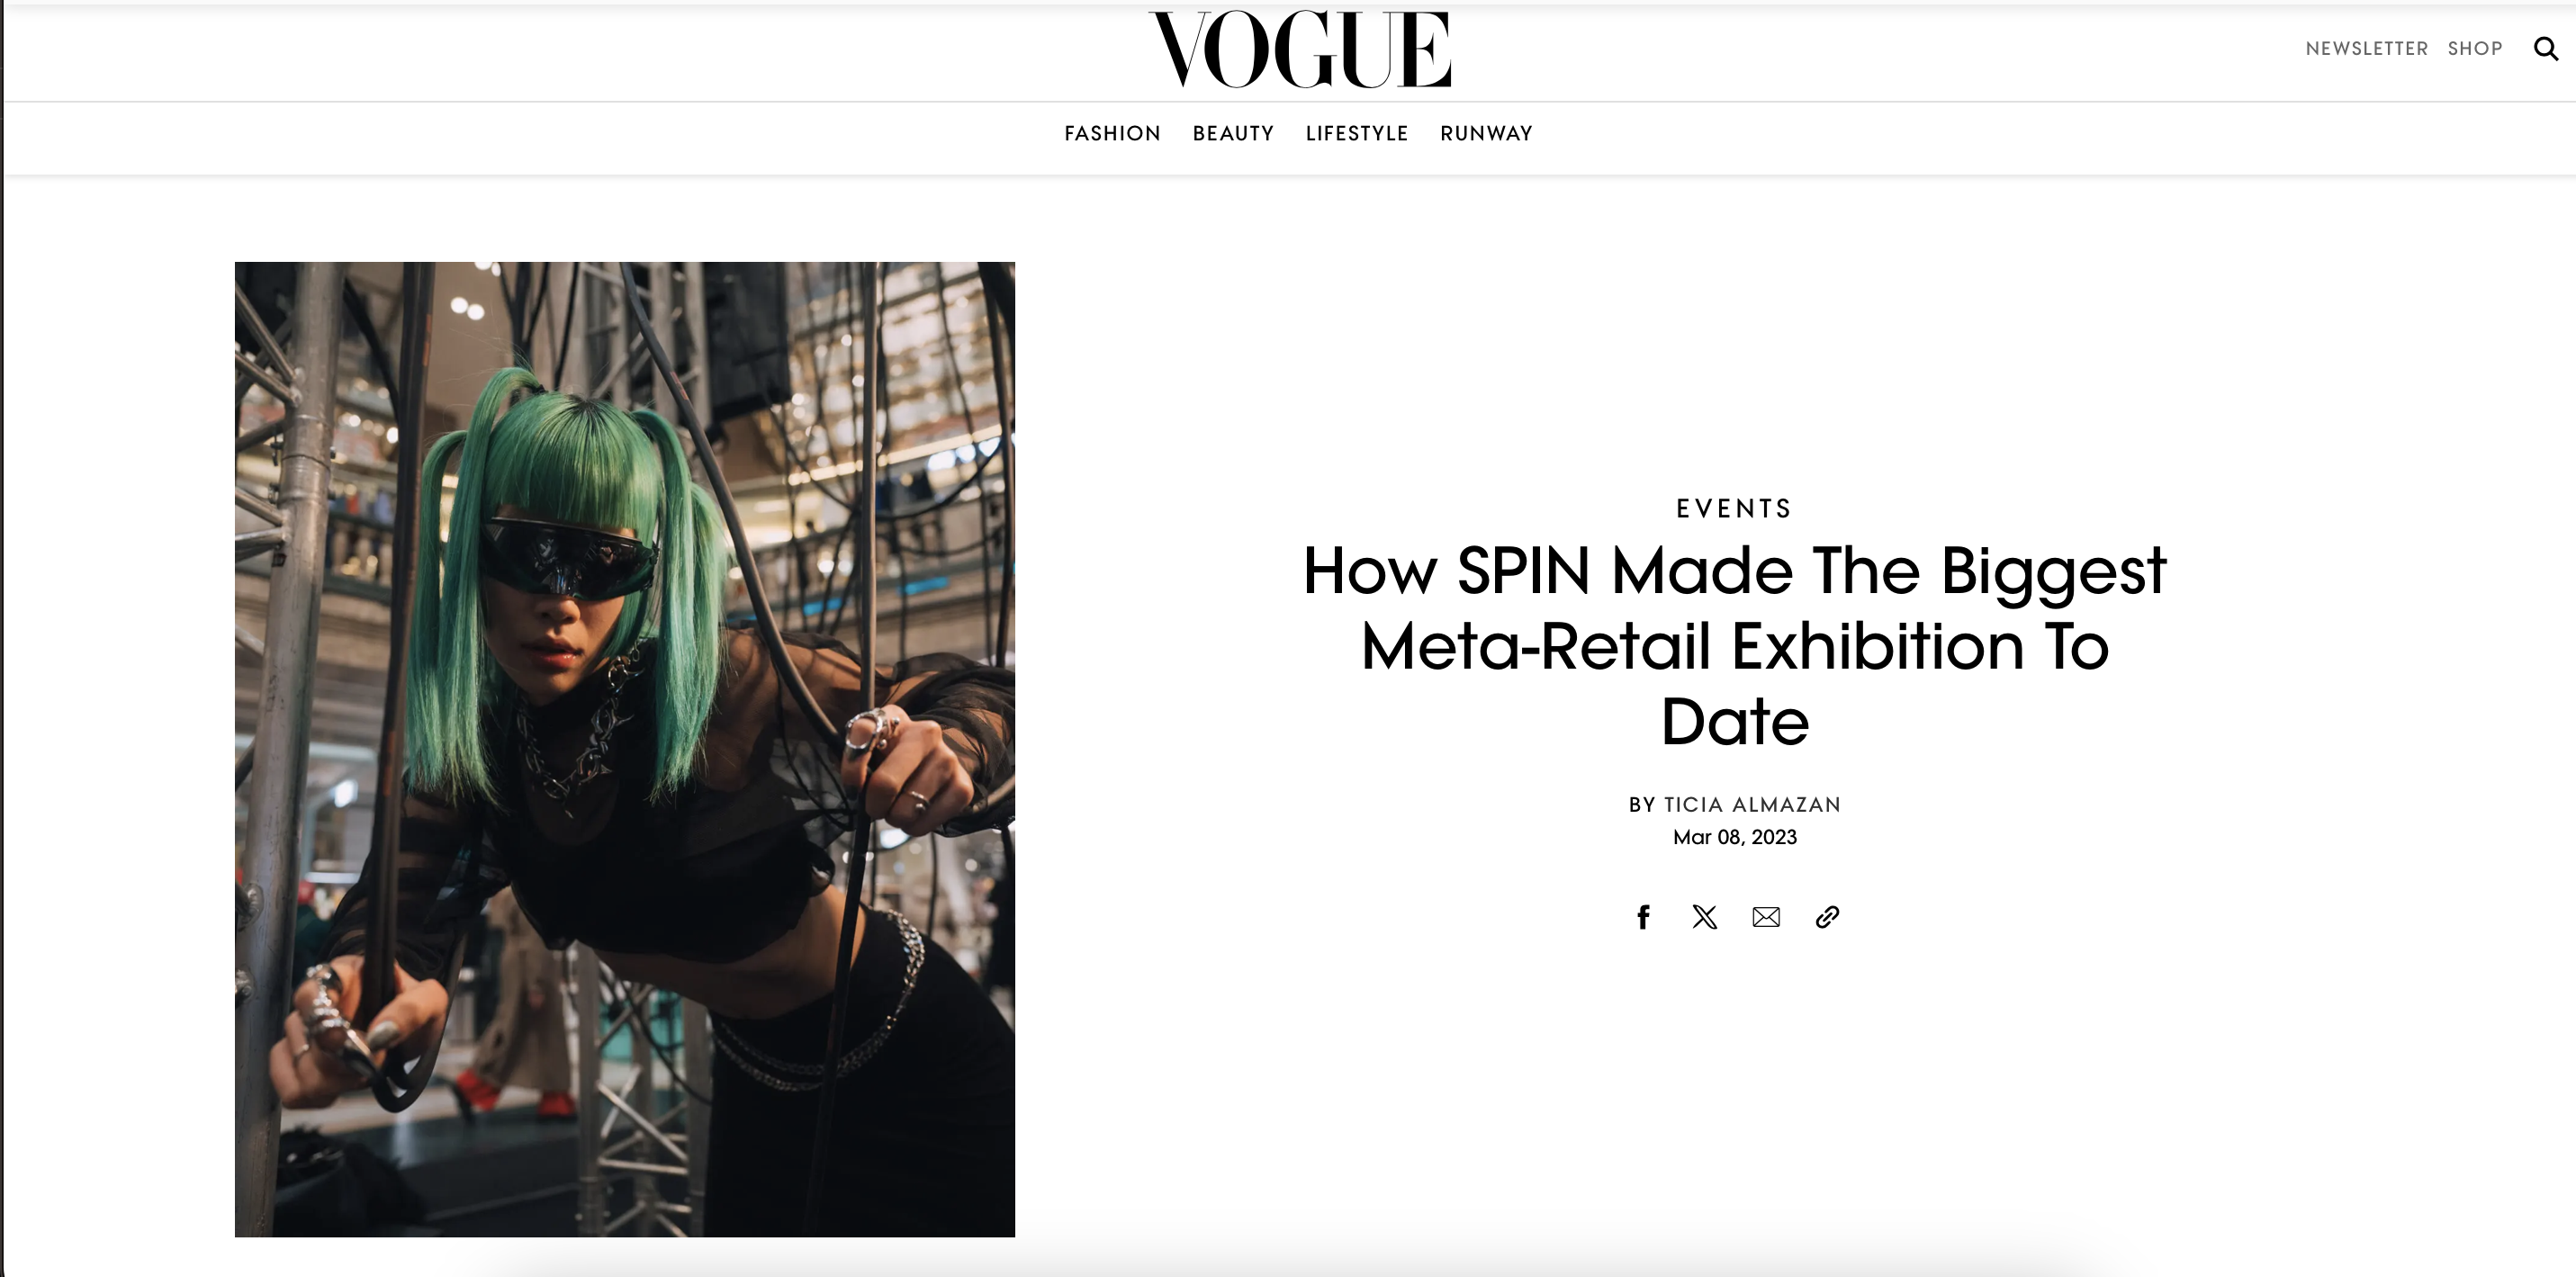 VOGUE
NEWSLETTER SHOP
FASHION BEAUTY LIFESTYLE RUNWAY
EVENTS
How SPIN Made The Biggest
Meta-Retail Exhibition To
Date
BY TICIA ALMAZAN
Mar 08, 2023